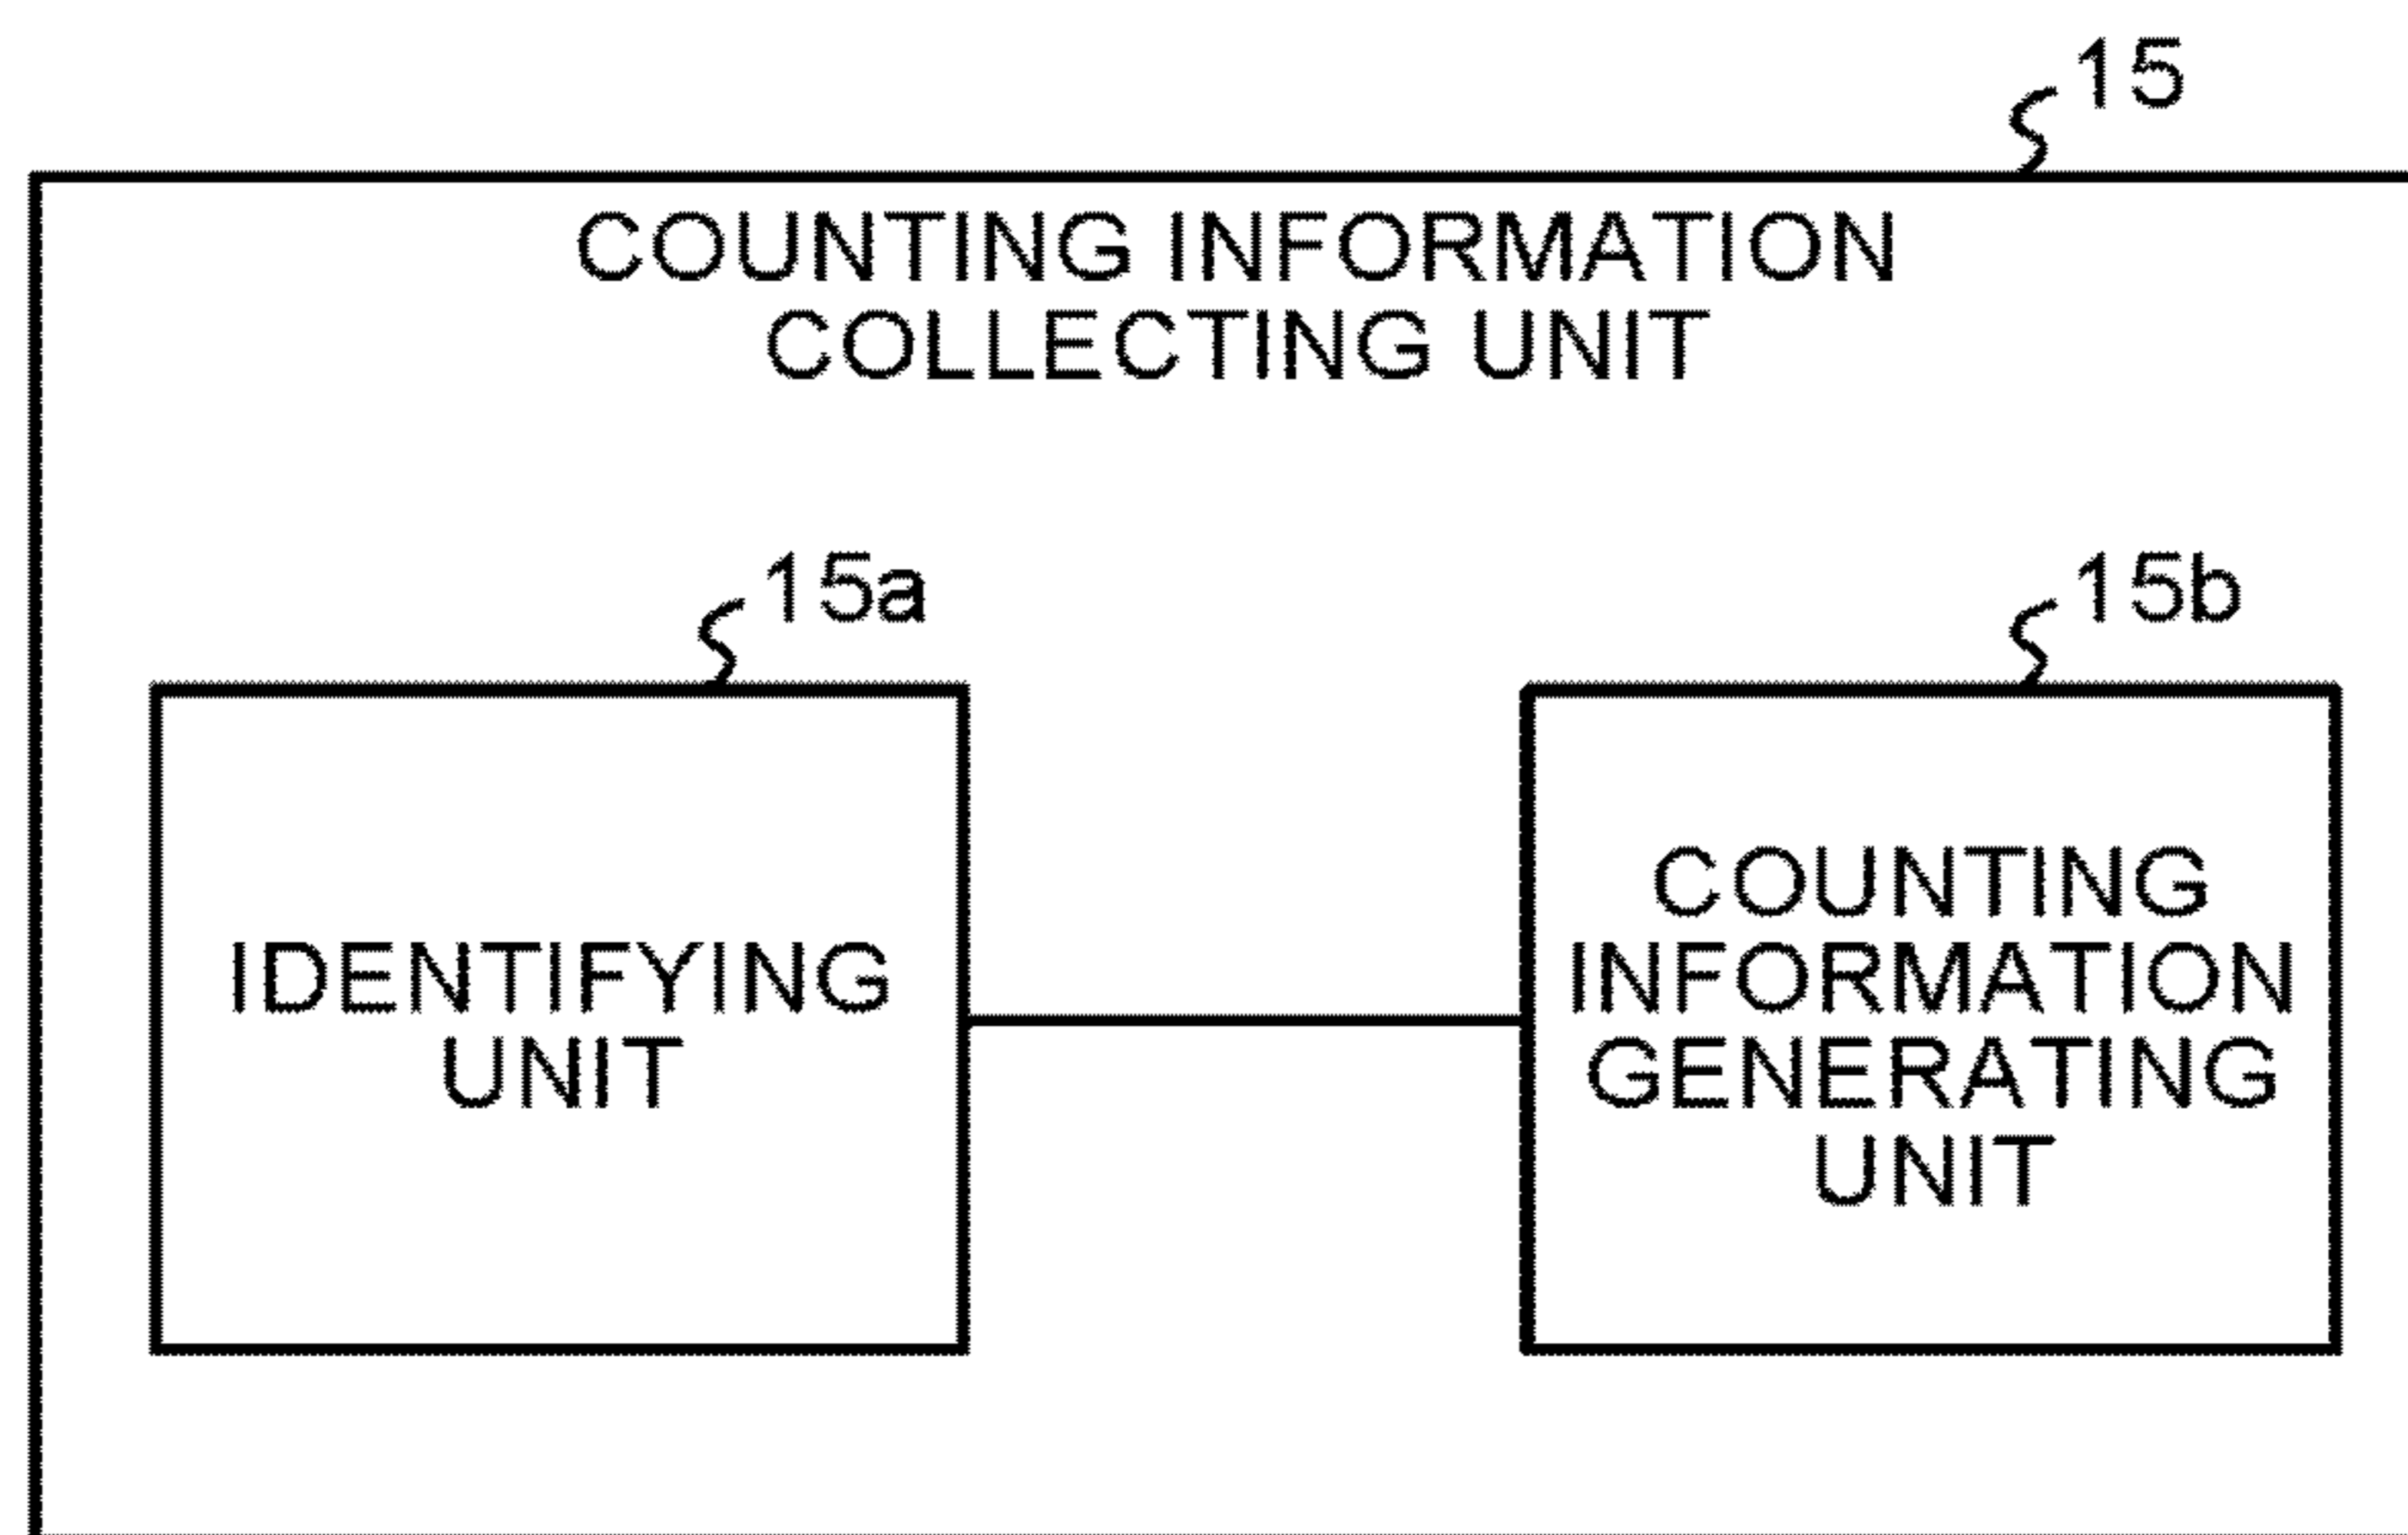 15
COUNTING INFORMATION
COLLECTING UNIT
15a
IDENTIFYING
UNIT
15b
COUNTING
INFORMATION
GENERATING
UNIT